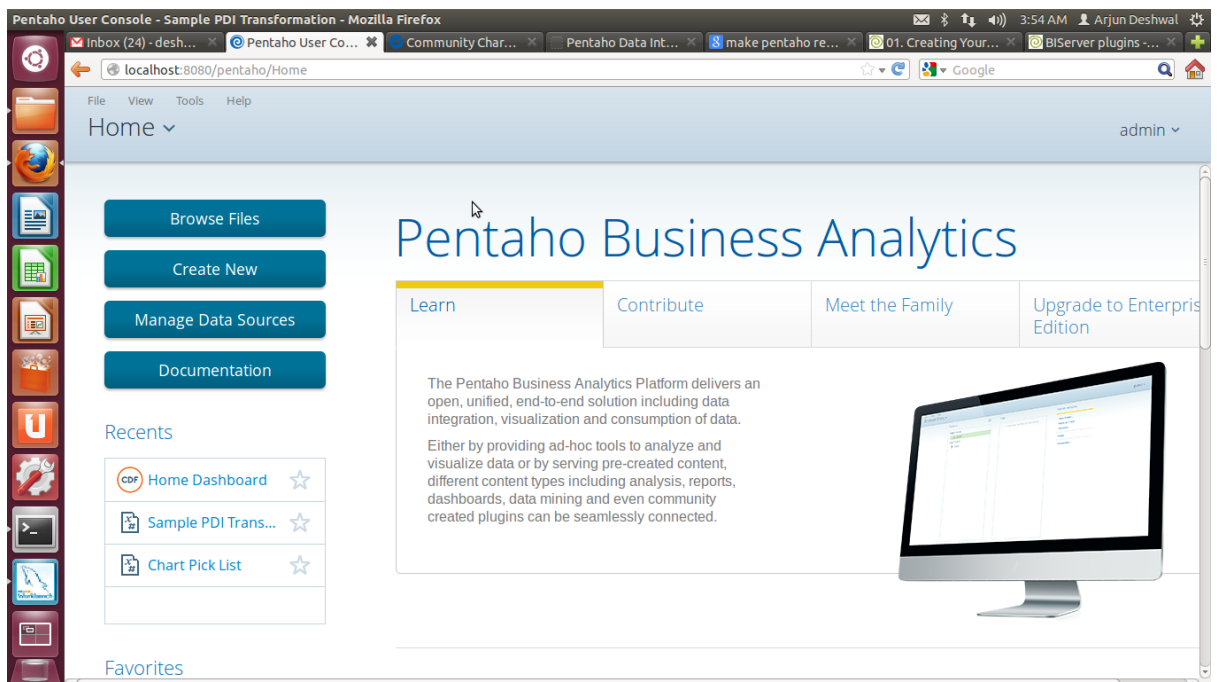 Pentaho User Console - Sample PDI Transformation - Mozilla Firefox
3:54 AM Arjun Deshwal
Inbox (24) - desh...
Pentaho User Co...
Community Char...
Pentaho Data Int...
make pentaho re...
01. Creating Your...
BIServer plugins -...
localhost:8080/pentaho/Home
Google
File View Tools Help
Home
admin
Browse Files
Create New
Manage Data Sources
Documentation
Recents
CDF Home Dashboard
Sample PDI Trans...
Chart Pick List
Favorites
Pentaho Business Analytics
Learn
Contribute
Meet the Family
Upgrade to Enterpris
Edition
The Pentaho Business Analytics Platform delivers an
open, unified, end-to-end solution including data
integration, visualization and consumption of data.
Either by providing ad-hoc tools to analyze and
visualize data or by serving pre-created content,
different content types including analysis, reports,
dashboards, data mining and even community
created plugins can be seamlessly connected.